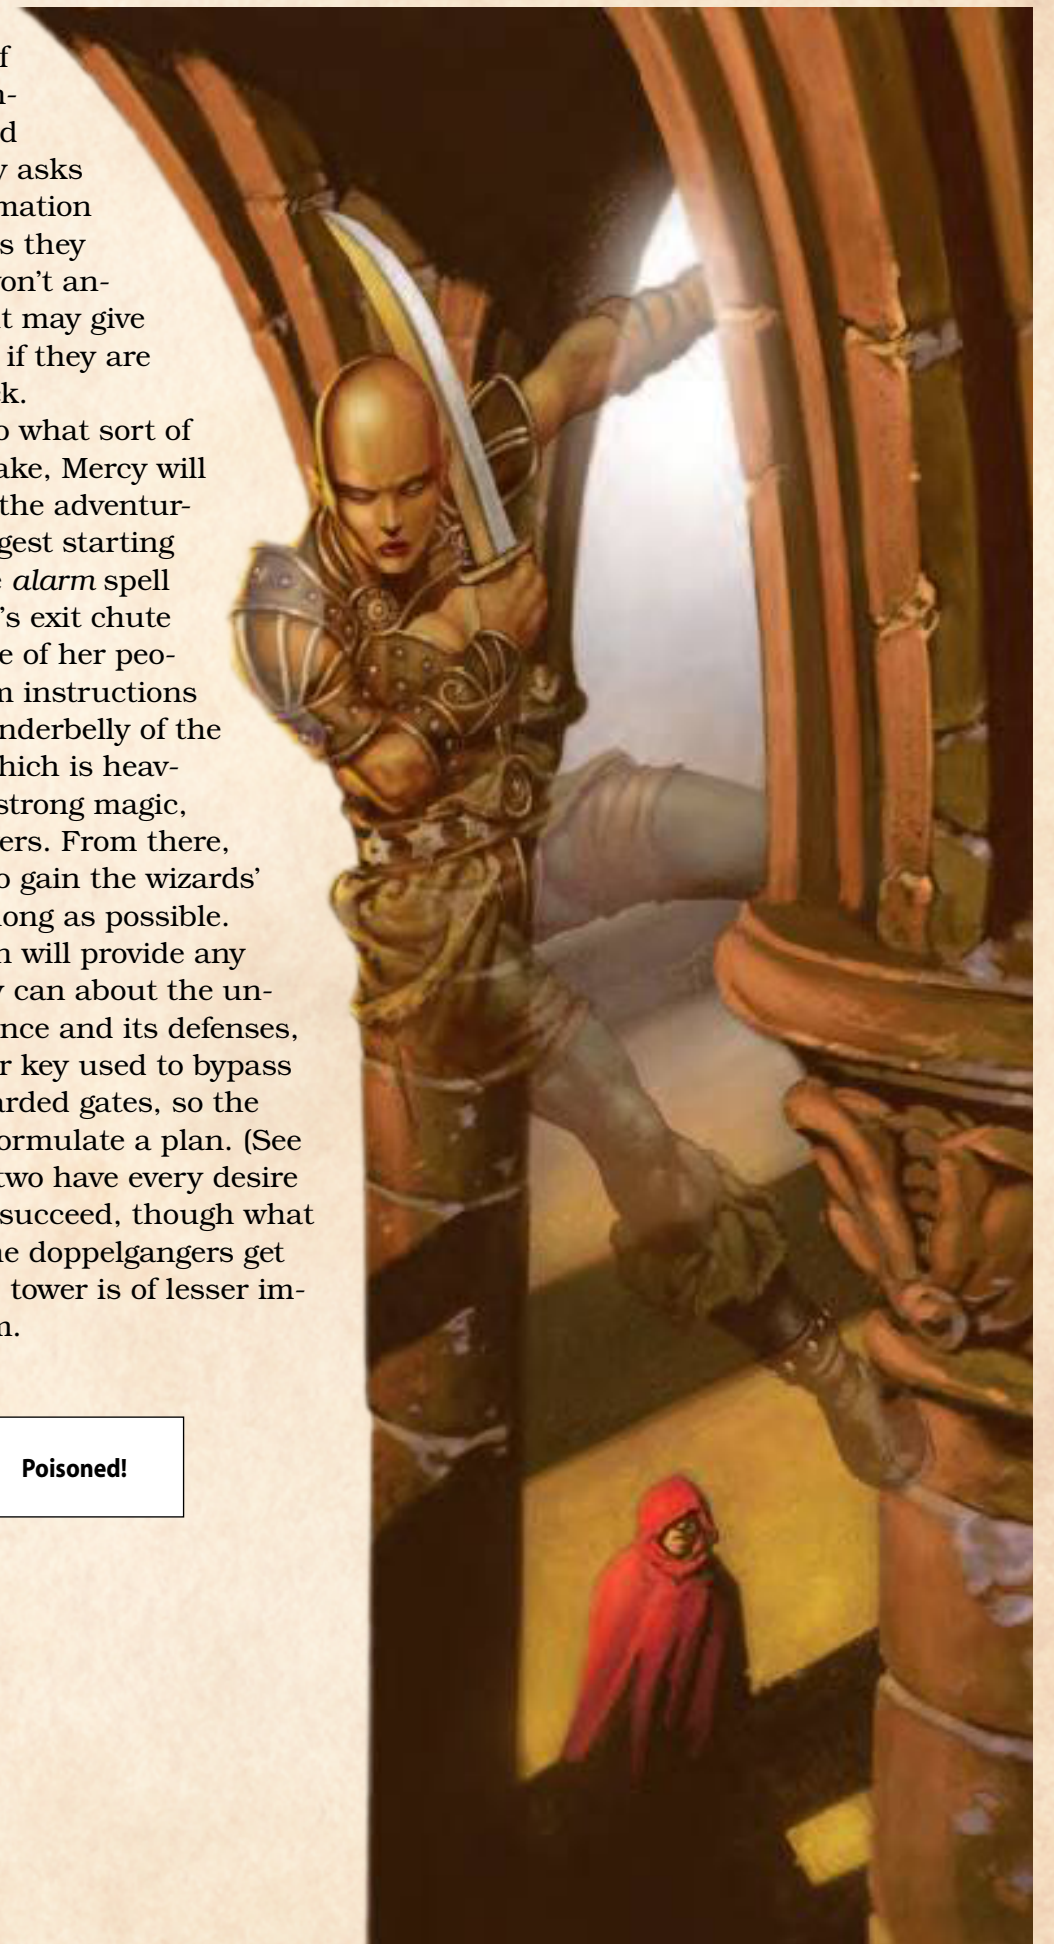 f
n-
d
y asks
mation
s they
on't an-
t may give
if they are
k.
o what sort of
ake, Mercy will
the adventur-
gest starting
e alarm spell
's exit chute
e of her peo-
n instructions
nderbelly of the
hich is heav-
strong magic,
ers. From there,
o gain the wizards'
long as possible.
n will provide any
y can about the un-
nce and its defenses,
r key used to bypass
arded gates, so the
ormulate a plan. (See
two have every desire
succeed, though what
ne doppelgangers get
tower is of lesser im-
n.
Poisoned!